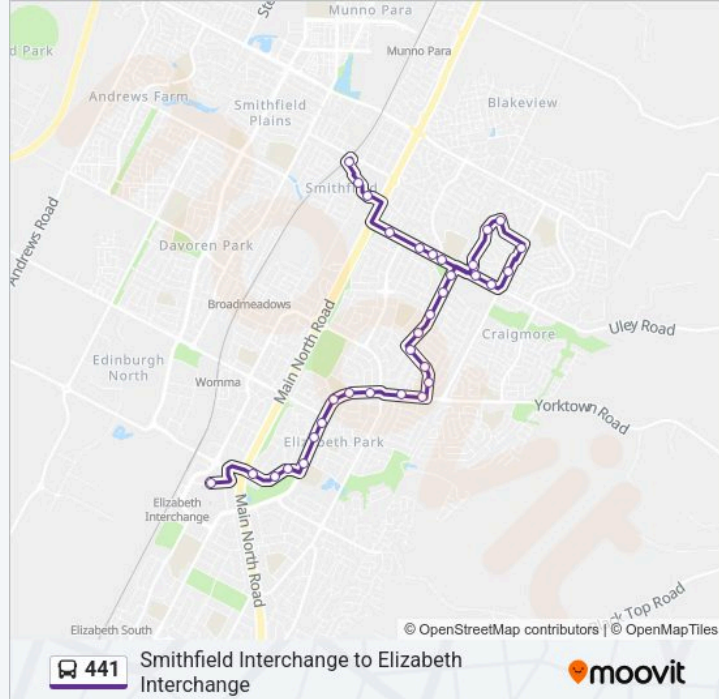 Ste
Munno Para
d Park
Munno Para
Andrews Farm
Smithfield
Plains
Blakeview
Smithfield
Andrews Road
Davoren Park
Broadmeadows
Main North Road
Uley Road
Craigmore
Edinburgh
North
Womma
Yorktown Road
Elizabeth Park
Elizabeth
Interchange
Main North Road
Black Top Road
Elizabeth South
© OpenStreetMap contributors | © OpenMapTiles
441
Smithfield Interchange to Elizabeth
Interchange
moovit